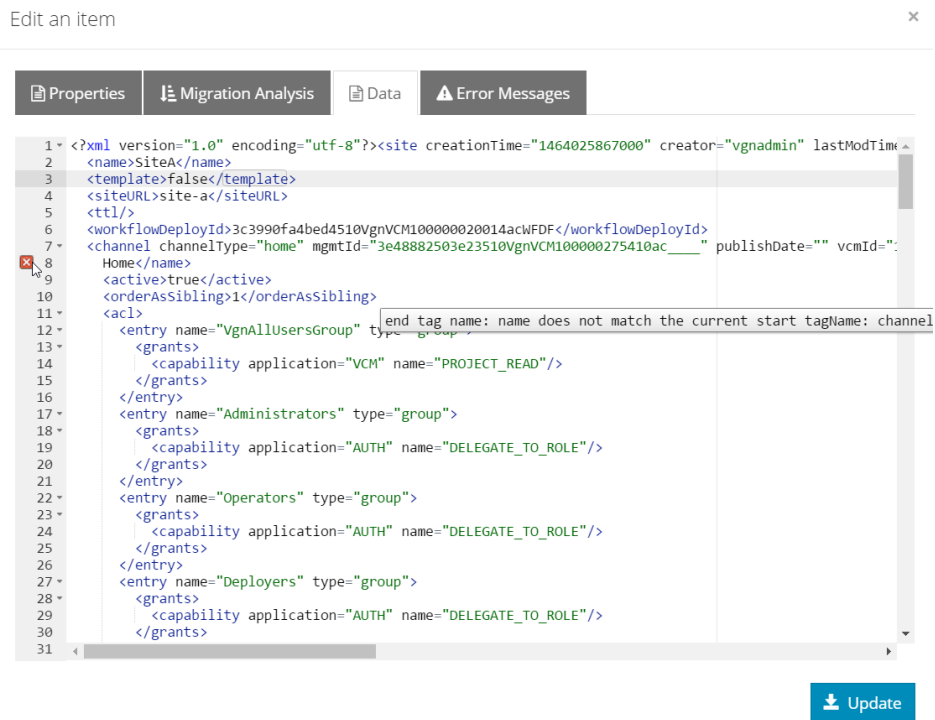 Edit an item
×
Properties Migration Analysis Data Error Messages
1 <?xml version="1.0" encoding="utf-8"?><site creationTime="1464025867000" creator="vgnadmin" lastModTime
2 <name>SiteA</name>
3 <template>false</template>
4 <siteURL>site-a</siteURL>
5 <ttl/>
6 <workflowDeployId>3c3990fa4bed4510VgnVCM100000020014acWFDF</workflowDeployId>
7 <channel channelType="home" mgmtId="3e48882503e23510VgnVCM100000275410ac____" publishDate="" vcmId="
8 Home</name>
9 <active>true</active>
10 <orderAsSibling>1</orderAsSibling>
11 <acl>
end tag name: name does not match the current start tagName: channel
12 <entry name="VgnAllUsersGroup"
13 <grants>
14 <capability application="VCM" name="PROJECT_READ"/>
15 </grants>
16 </entry>
17 <entry name="Administrators" type="group">
18 <grants>
19 <capability application="AUTH" name="DELEGATE_TO_ROLE"/>
20 </grants>
21 </entry>
22 <entry name="Operators" type="group">
23 <grants>
24 <capability application="AUTH" name="DELEGATE_TO_ROLE"/>
25 </grants>
26 </entry>
27 <entry name="Deployers" type="group">
28 <grants>
29 <capability application="AUTH" name="DELEGATE_TO_ROLE"/>
30 </grants>
31
Update